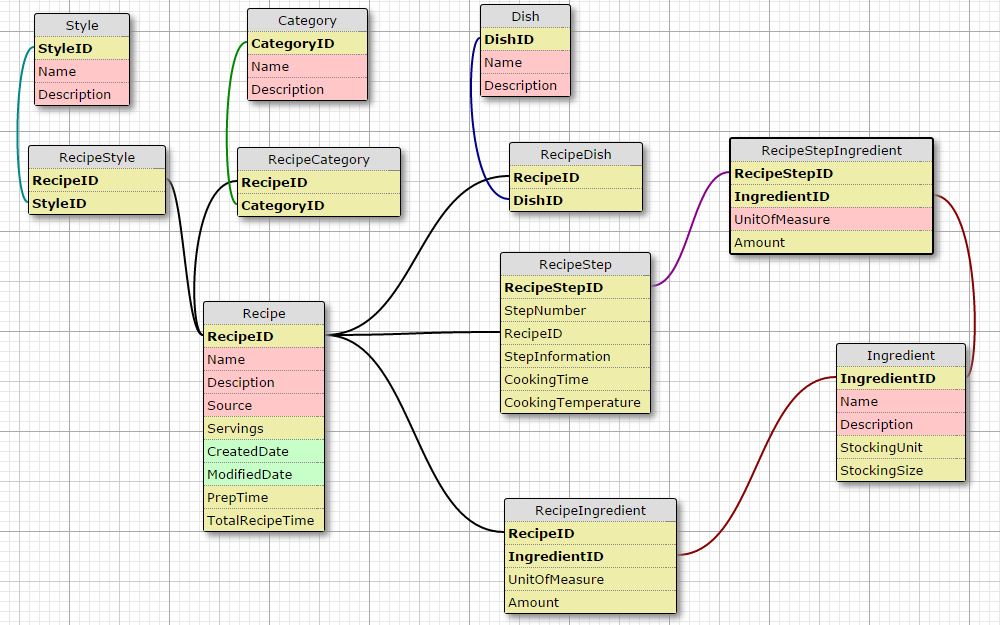 Style
StyleID
Name
Description
Category
CategoryID
Name
Description
Dish
DishID
Name
Description
RecipeStyle
RecipeID
StyleID
RecipeCategory
RecipeID
CategoryID
RecipeDish
RecipeID
DishID
RecipeStepIngredient
RecipeStepID
IngredientID
UnitOfMeasure
Amount
RecipeStep
RecipeStepID
StepNumber
RecipeID
StepInformation
CookingTime
CookingTemperature
Recipe
RecipeID
Name
Desciption
Source
Servings
CreatedDate
ModifiedDate
PrepTime
TotalRecipeTime
Ingredient
IngredientID
Name
Description
StockingUnit
StockingSize
RecipeIngredient
RecipeID
IngredientID
UnitOfMeasure
Amount